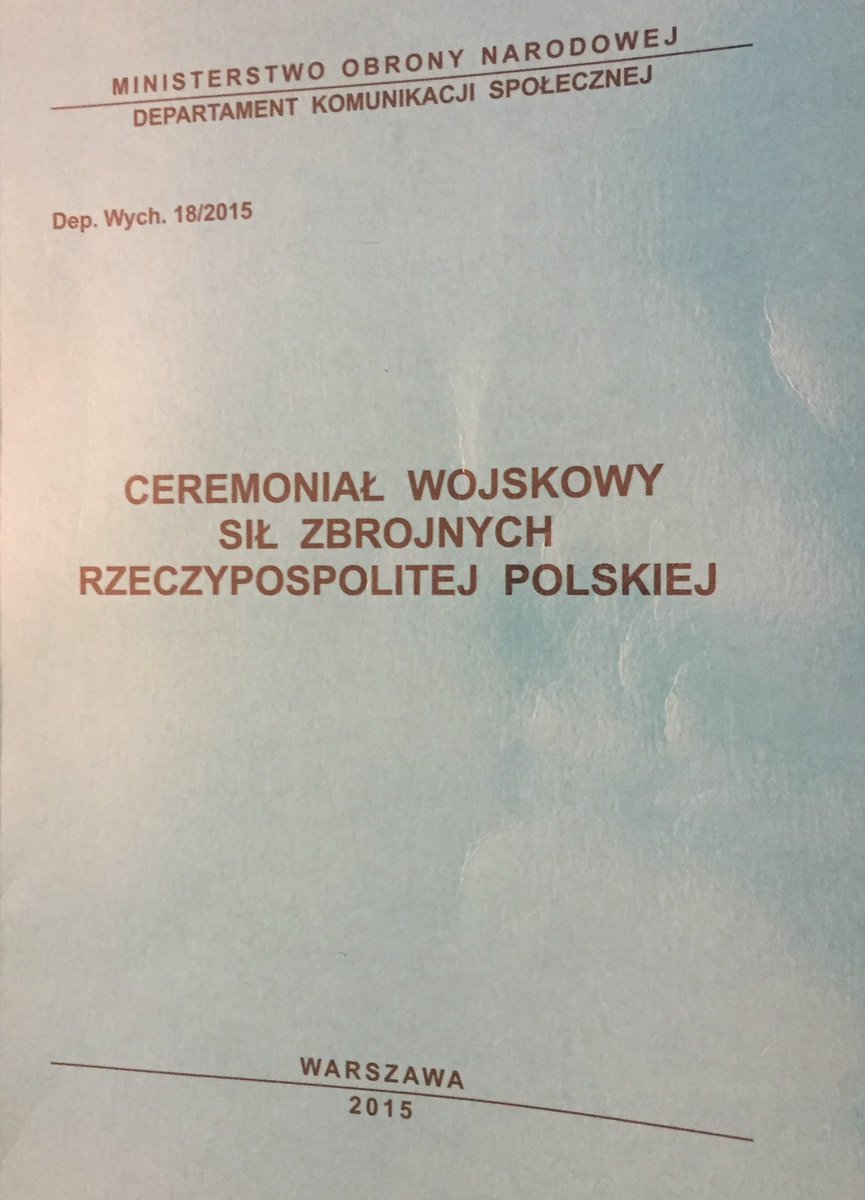 MINISTERSTWO OBRONY NARODOWEJ
DEPARTAMENT KOMUNIKACJI SPOŁECZNEJ
Dep. Wych. 18/2015
CEREMONIAŁ WOJSKOWY
SIŁ ZBROJNYCH
RZECZYPOSPOLITEJ POLSKIEJ
WARSZAWA
2015